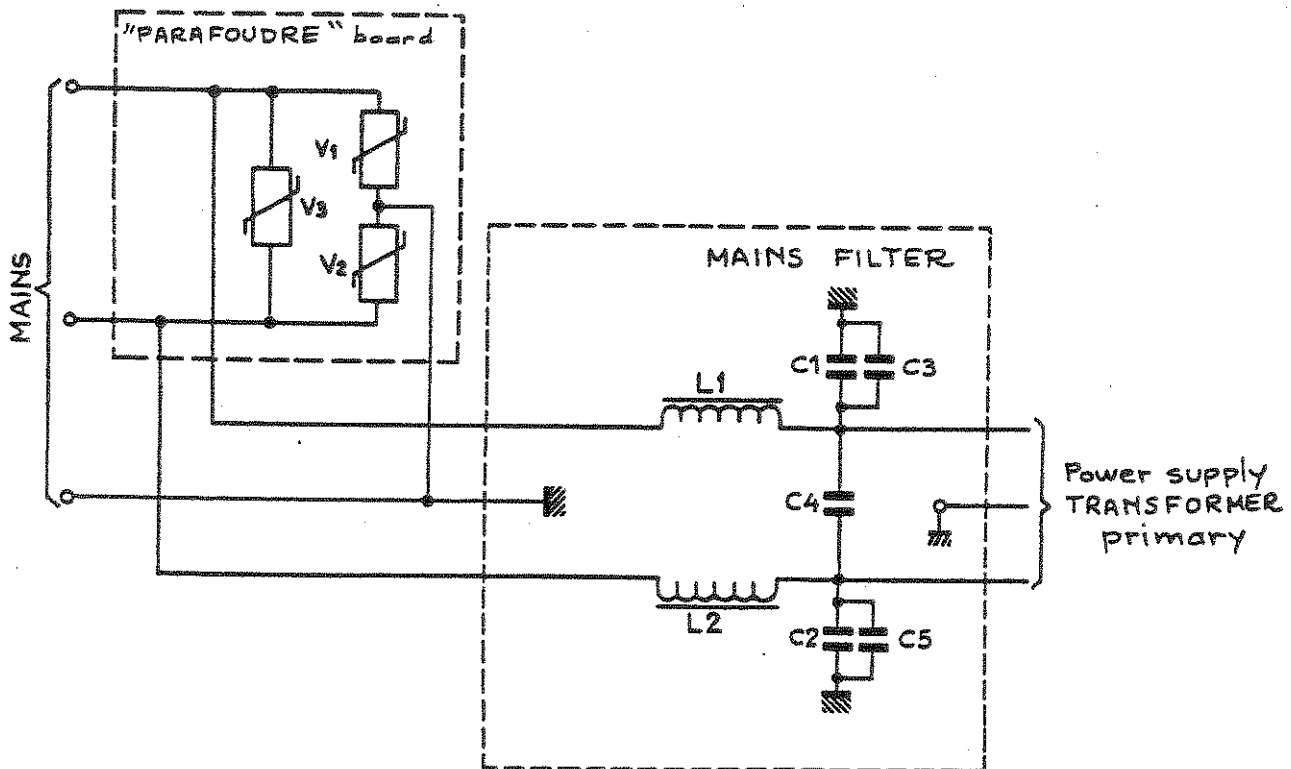 "PARAFOUDRE" board
V1
V3
V2
MAINS
MAINS FILTER
C1
C3
L1
C4
Power supply
TRANSFORMER
primary
L2
C2
C5